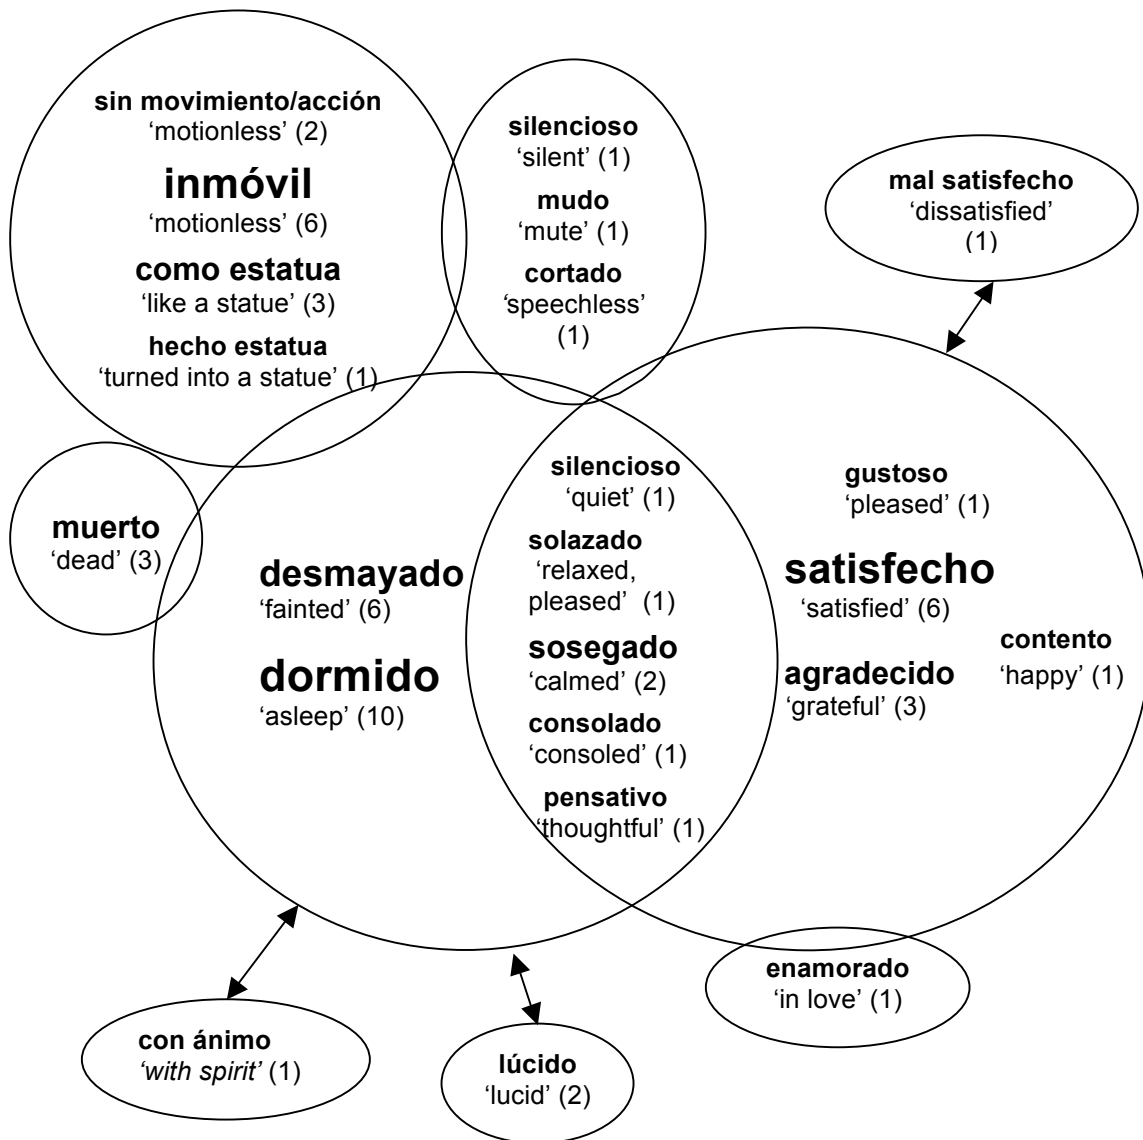 sin movimiento/acción
‘motionless’ (2)
inmóvil
‘motionless’ (6)
como estatua
‘like a statue’ (3)
hecho estatua
‘turned into a statue’ (1)
silencioso
‘silent’ (1)
mudo
‘mute’ (1)
cortado
‘speechless’
(1)
mal satisfecho
‘dissatisfied’
(1)
muerto
‘dead’ (3)
desmayado
‘fainted’ (6)
dormido
‘asleep’ (10)
silencioso
‘quiet’ (1)
solazado
‘relaxed,
pleased’ (1)
sosegado
‘calmed’ (2)
consolado
‘consoled’ (1)
pensativo
‘thoughtful’ (1)
gustoso
‘pleased’ (1)
satisfecho
‘satisfied’ (6)
contento
‘happy’ (1)
agradecido
‘grateful’ (3)
enamorado
‘in love’ (1)
con ánimo
‘with spirit’ (1)
lúcido
‘lucid’ (2)